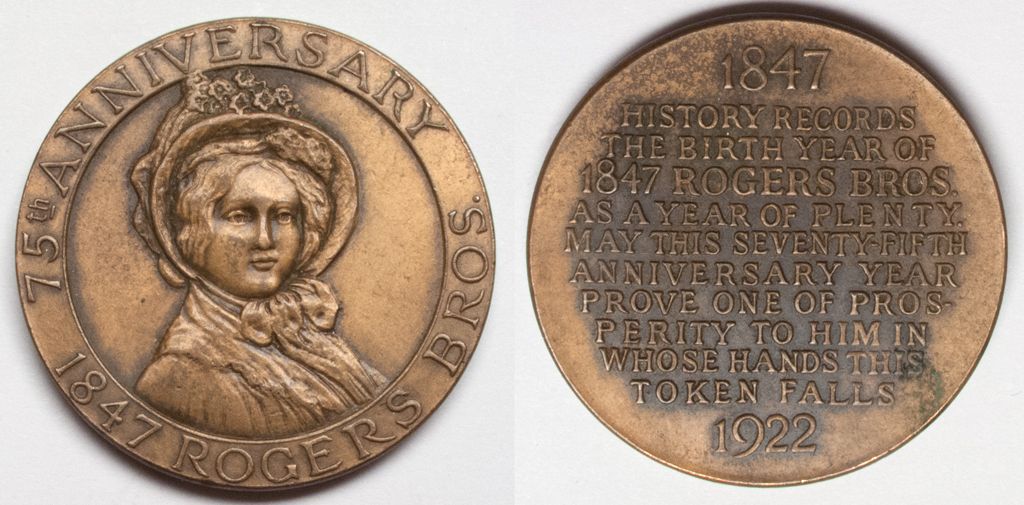 75th ANNIVERSARY
1847 ROGERS BROS.
1847
HISTORY RECORDS
THE BIRTH YEAR OF
1847 ROGERS BROS.
AS A YEAR OF PLENTY.
MAY THIS SEVENTY-FIFTH
ANNIVERSARY YEAR
PROVE ONE OF PROS-
PERITY TO HIM IN
WHOSE HANDS THIS
TOKEN FALLS
1922